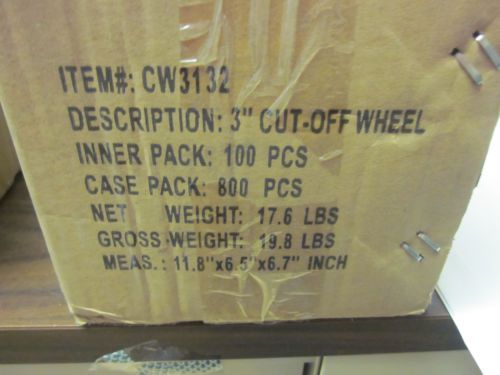 ITEM#: CW3132
DESCRIPTION: 3" CUT-OFF WHEEL
INNER PACK: 100 PCS
CASE PACK: 800 PCS
NET WEIGHT: 17.6 LBS
GROSS WEIGHT: 19.8 LBS
MEAS.: 11.8"x6.5"x6.7" INCH